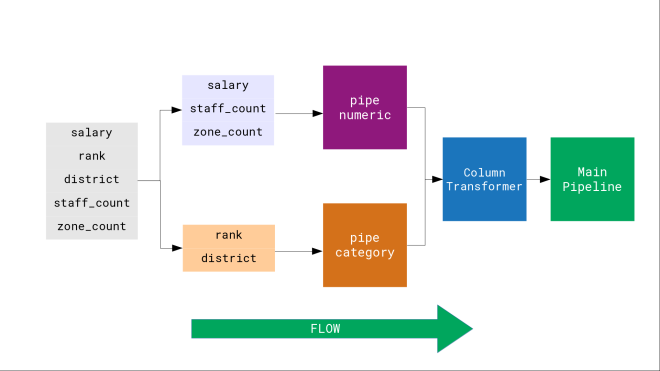 salary
rank
district
staff_count
zone_count
salary
staff_count
zone_count
rank
district
pipe
numeric
pipe
category
Column
Transformer
Main
Pipeline
FLOW